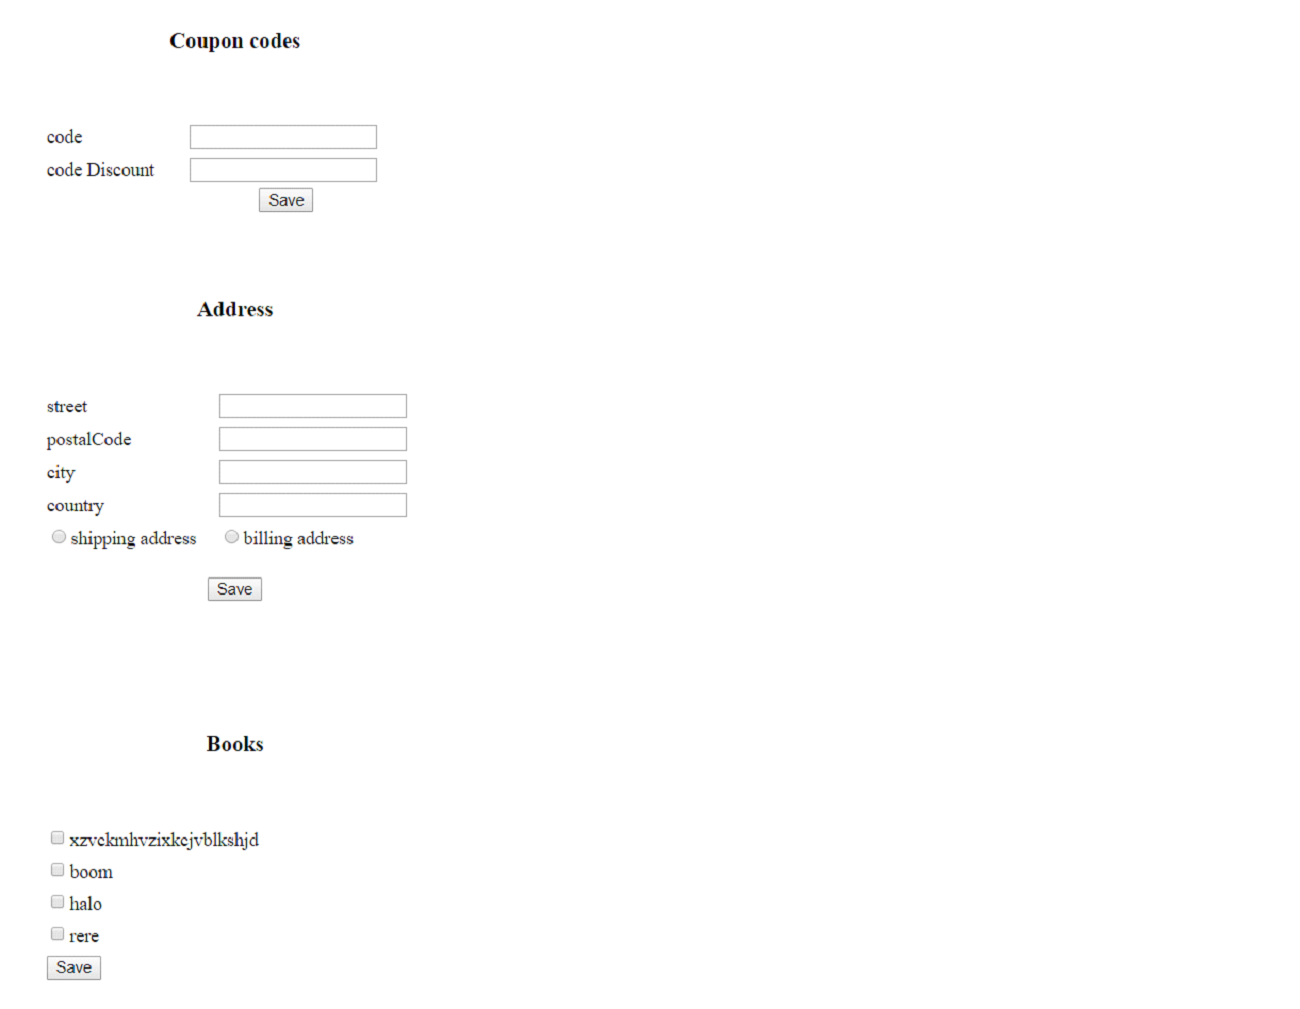 Coupon codes
code
code Discount
Save
Address
street
postalCode
city
country
shipping address billing address
Save
Books
xzvckmhvzixkcjvblkshjd
boom
halo
rere
Save